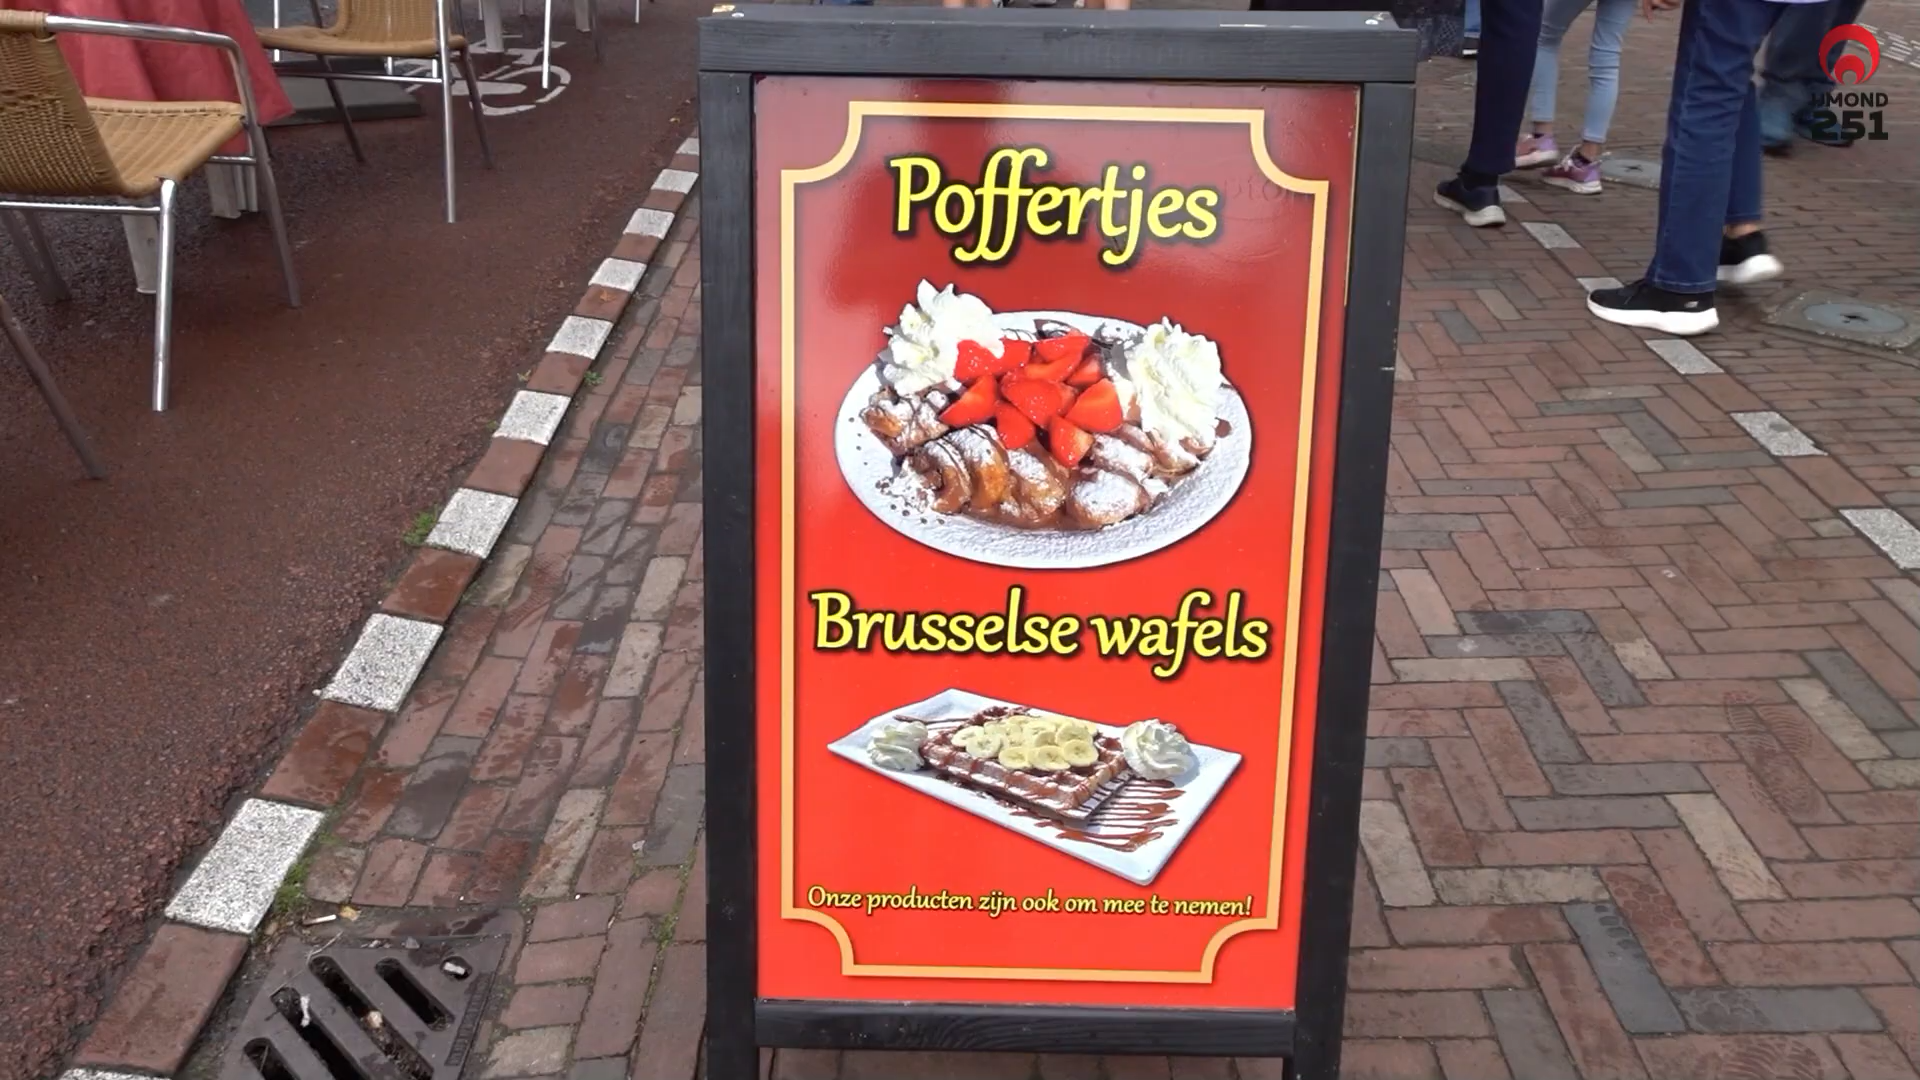 IJMOND
251
Poffertjes
Brusselse wafels
Onze producten zijn ook om mee te nemen!